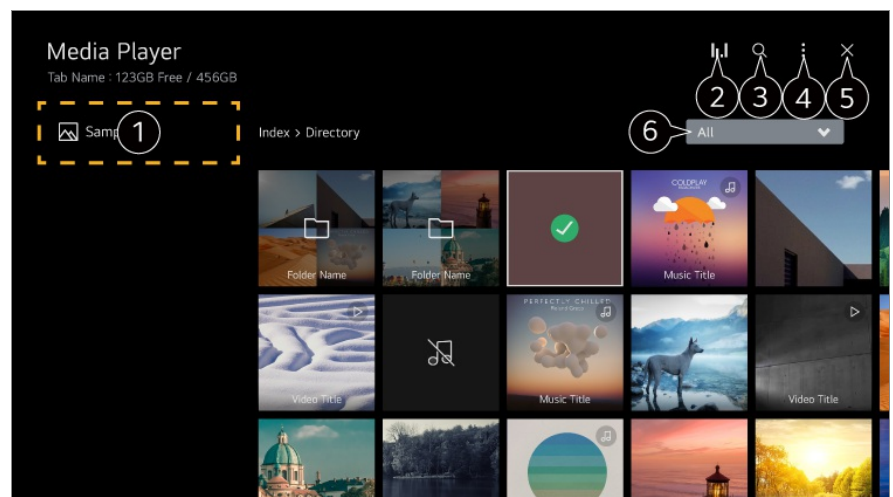 Media Player
Tab Name : 123GB Free / 456GB
2
3
4
5
1
Index > Directory
6
All
Folder Name
Folder Name
COLDPLAY
Music Title
Video Title
PERFECTLY CHILLED
Music Title
Video Title